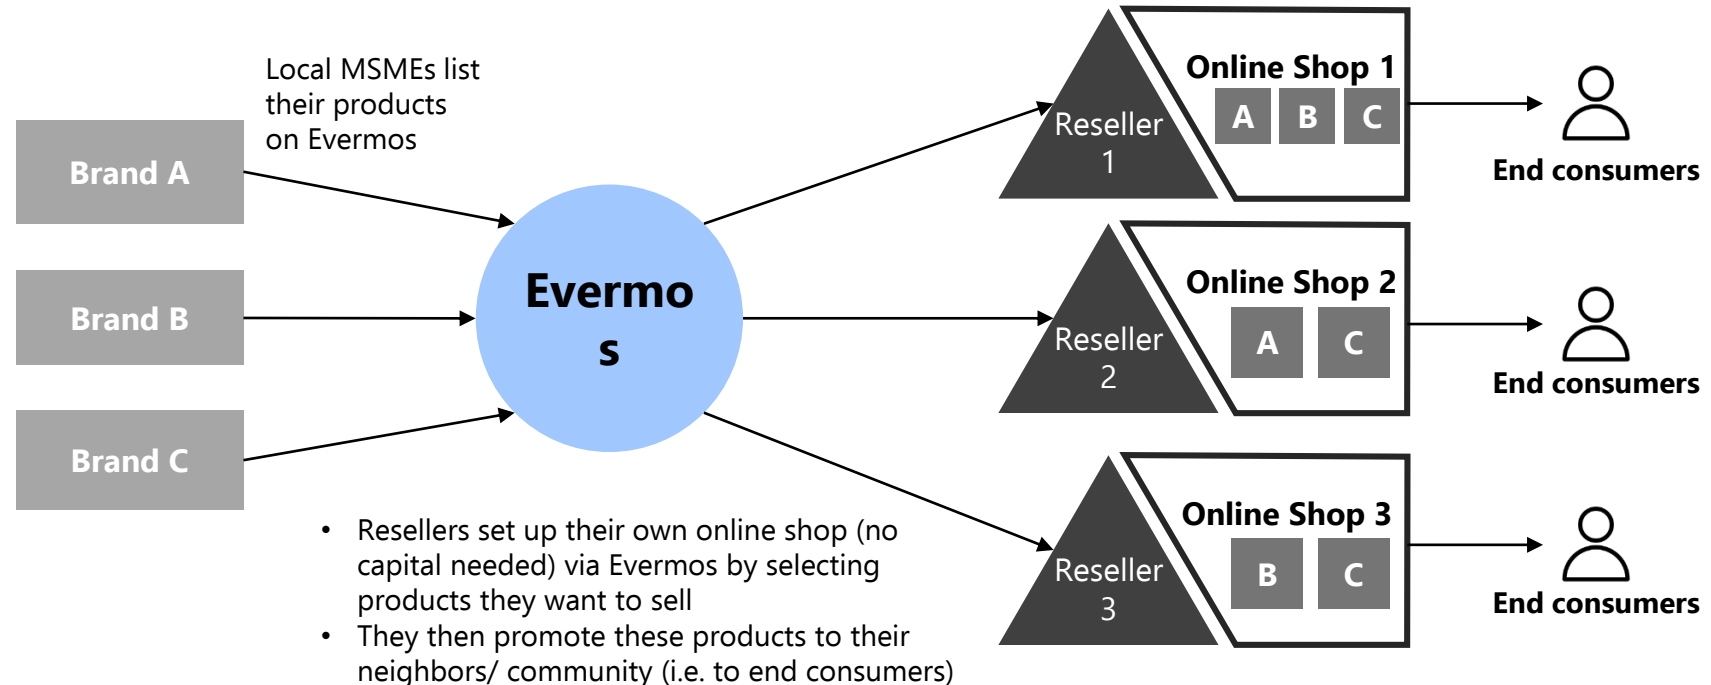 Local MSMEs list
their products
on Evermos
Brand A
Brand B
Brand C
Evermo
s
• Resellers set up their own online shop (no
capital needed) via Evermos by selecting
products they want to sell
• They then promote these products to their
neighbors/ community (i.e. to end consumers)
Reseller
1
Online Shop 1
A B C
End consumers
Reseller
2
Online Shop 2
A C
End consumers
Reseller
3
Online Shop 3
B C
End consumers